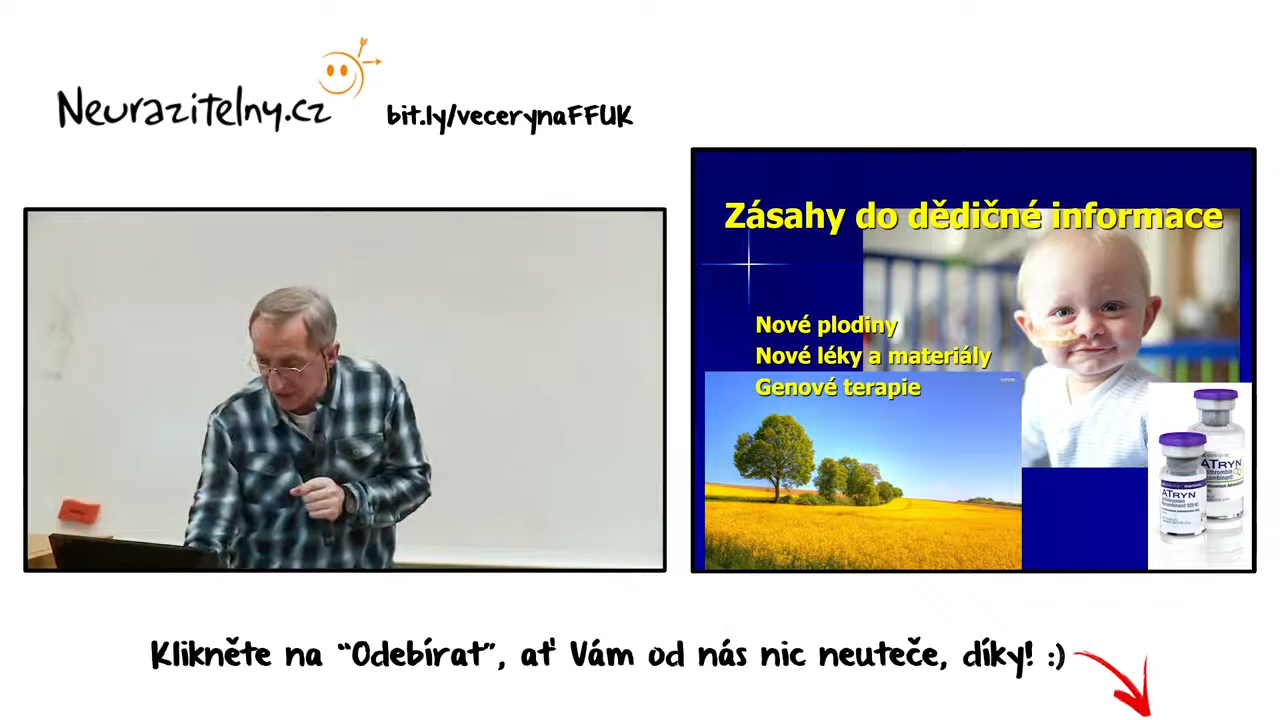 Neurazitelny.cz
bit.ly/vecerynaFFUK
Zásahy do dědičné informace
Nové plodiny
Nové léky a materiály
Genové terapie
ATRYN
ATRYN
Klikněte na “Odebírat”, ať Vám od nás nic neuteče, díky! :)